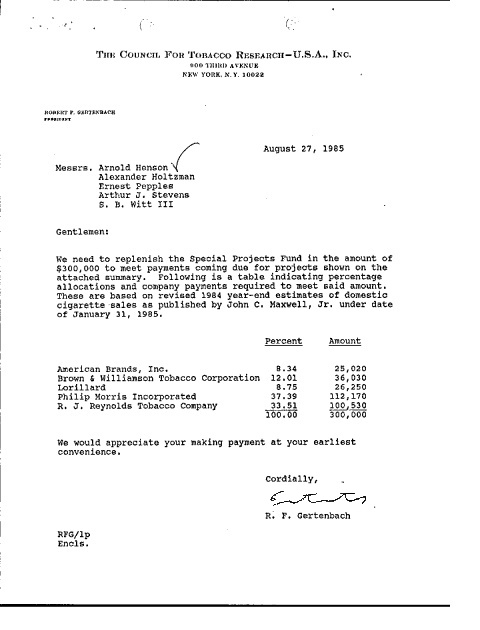 THE COUNCIL FOR TOBACCO RESEARCH—U.S.A., INC.
900 THIRD AVENUE
NEW YORK, N.Y. 10022
ROBERT F. GERTENBACH
PRESIDENT
August 27, 1985
Messrs. Arnold Henson
Alexander Holtzman
Ernest Pepples
Arthur J. Stevens
S. B. Witt III
Gentlemen:
We need to replenish the Special Projects Fund in the amount of
$300,000 to meet payments coming due for projects shown on the
attached summary. Following is a table indicating percentage
allocations and company payments required to meet said amount.
These are based on revised 1984 year-end estimates of domestic
cigarette sales as published by John C. Maxwell, Jr. under date
of January 31, 1985.
Percent Amount
American Brands, Inc. 8.34 25,020
Brown & Williamson Tobacco Corporation 12.01 36,030
Lorillard 8.75 26,250
Philip Morris Incorporated 37.39 112,170
R. J. Reynolds Tobacco Company 33.51 100,530
100.00 300,000
We would appreciate your making payment at your earliest
convenience.
Cordially,
R. F. Gertenbach
RFG/lp
Encls.